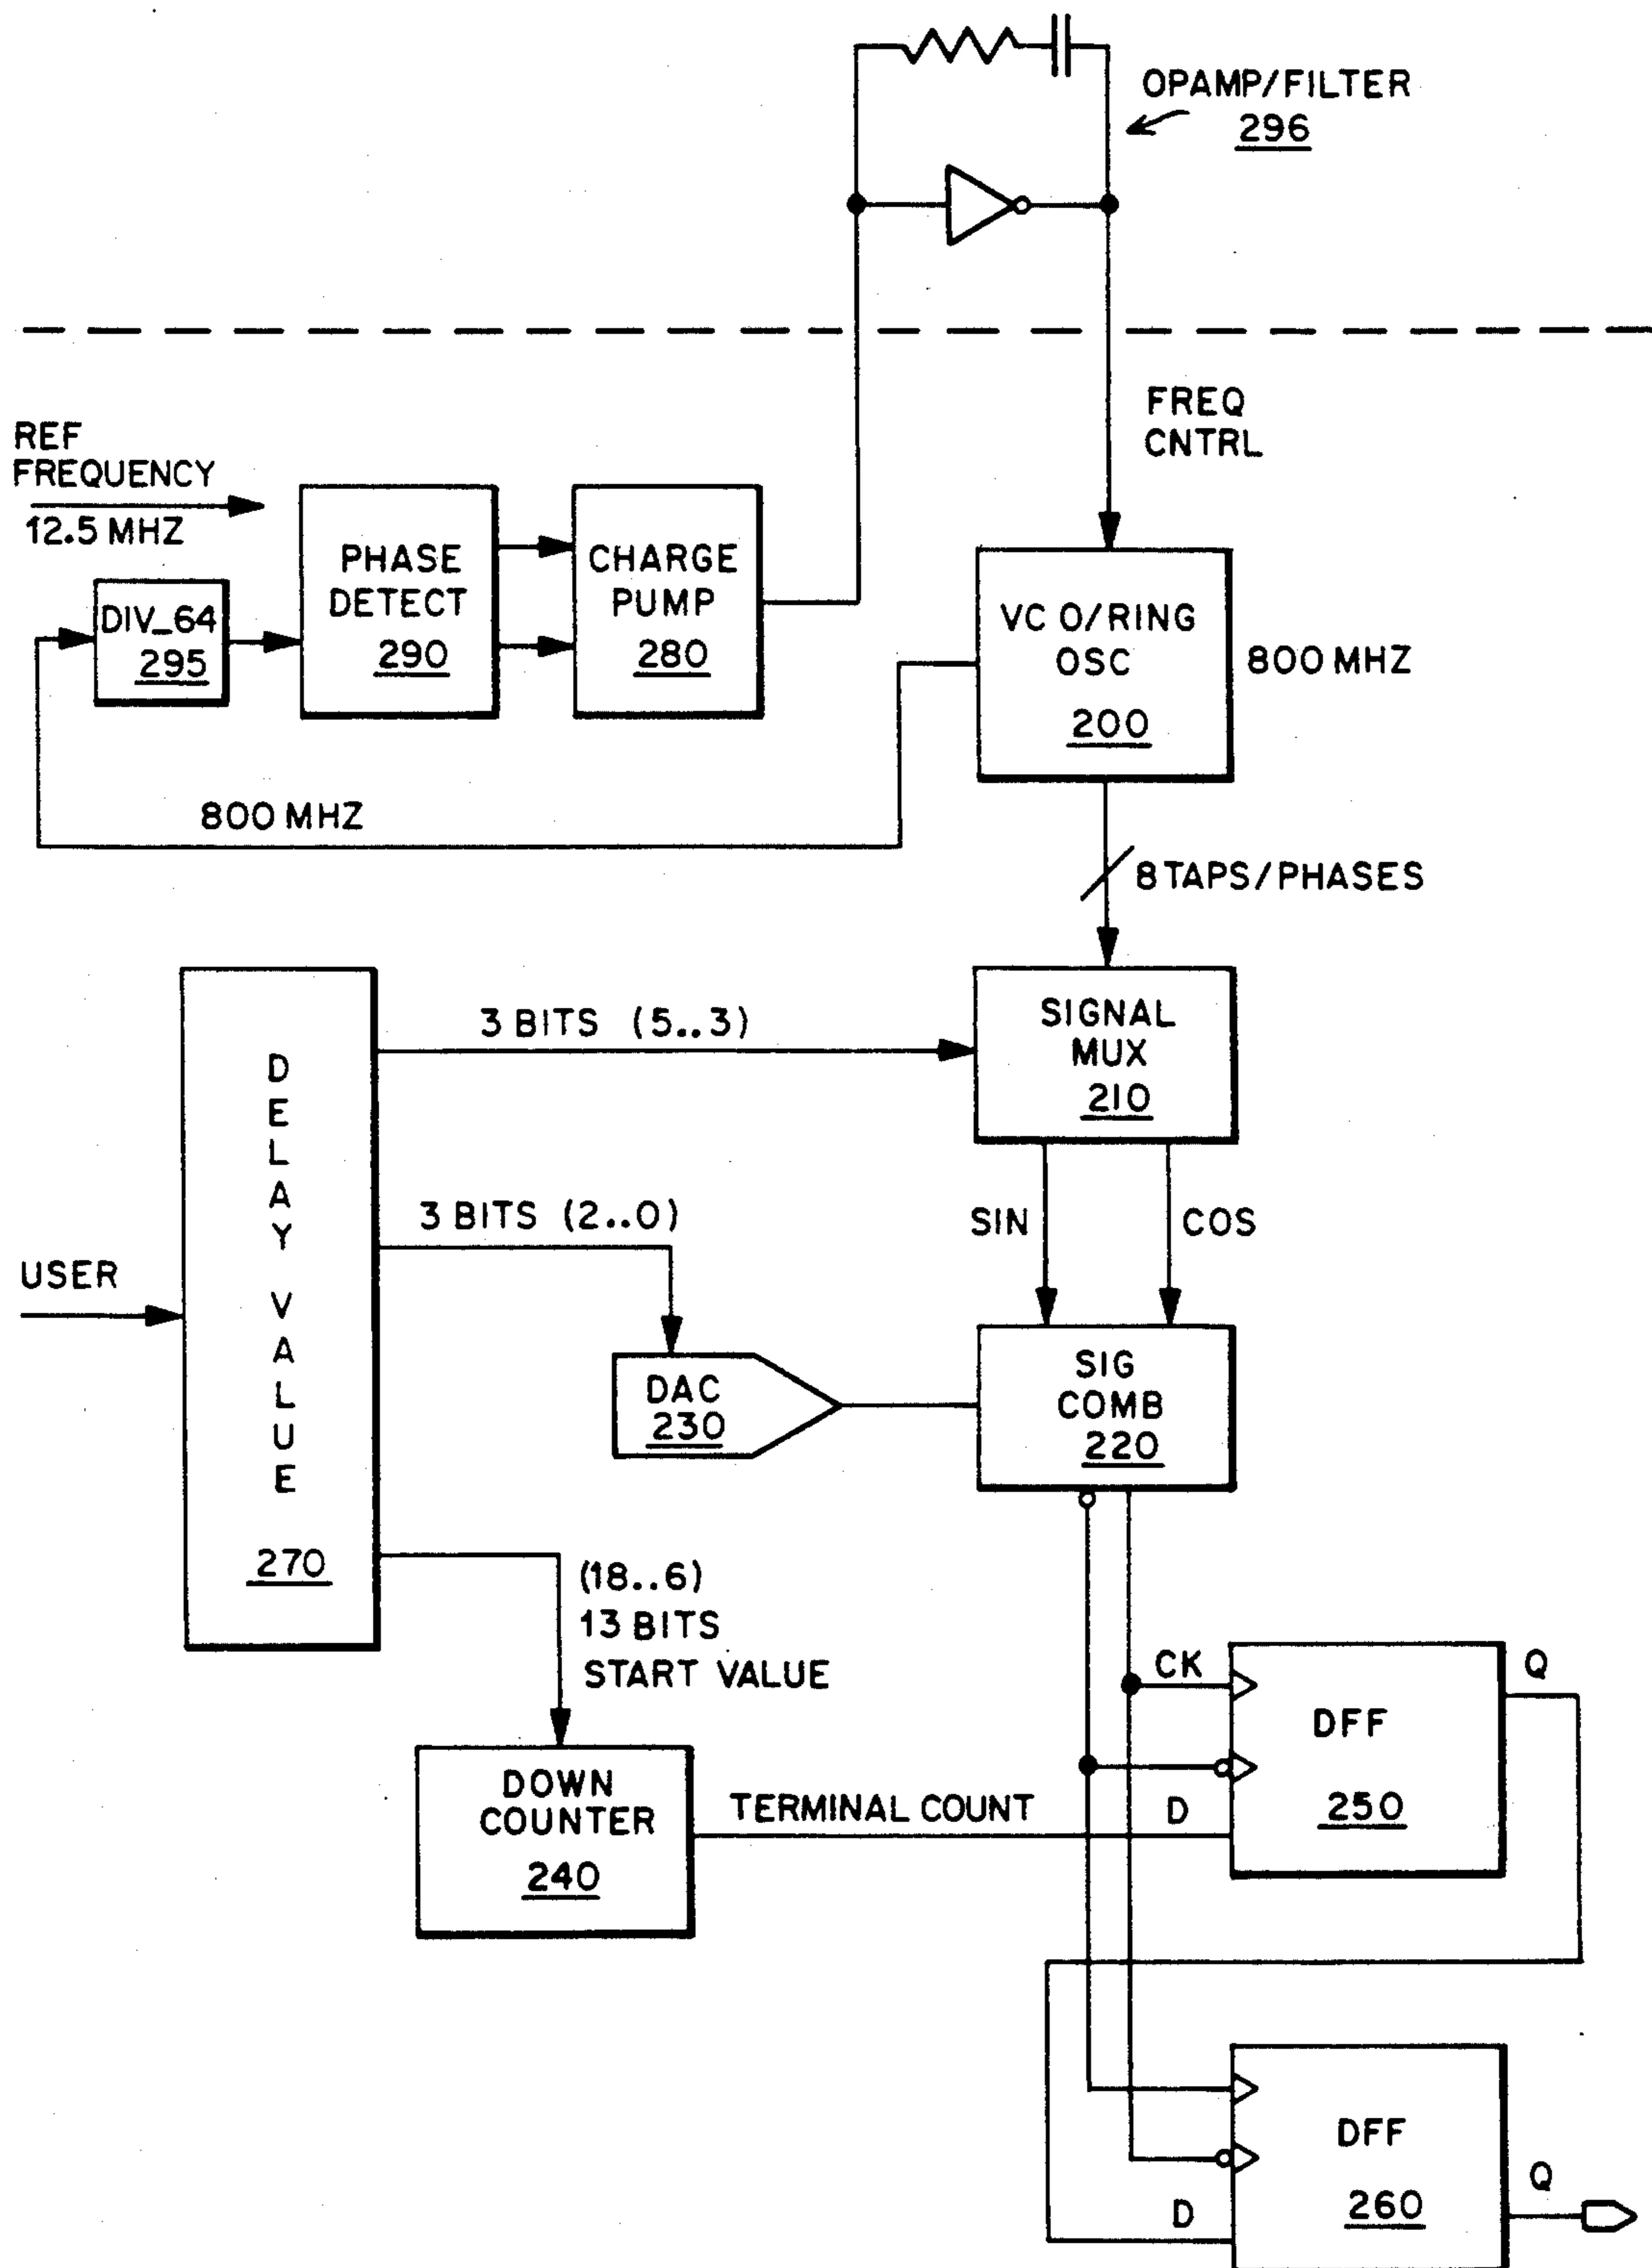 OPAMP/FILTER
296
FREQ
CNTRL
REF
FREQUENCY
12.5 MHZ
DIV_64
295
PHASE
DETECT
290
CHARGE
PUMP
280
VC O/RING
OSC
200
800 MHZ
800 MHZ
8 TAPS/PHASES
3 BITS (5..3)
SIGNAL
MUX
210
DELAY VALUE
270
3 BITS (2..0)
SIN
COS
USER
DAC
230
SIG
COMB
220
(18..6)
13 BITS
START VALUE
CK
Q
DFF
250
DOWN
COUNTER
240
TERMINAL COUNT
D
DFF
260
Q
D